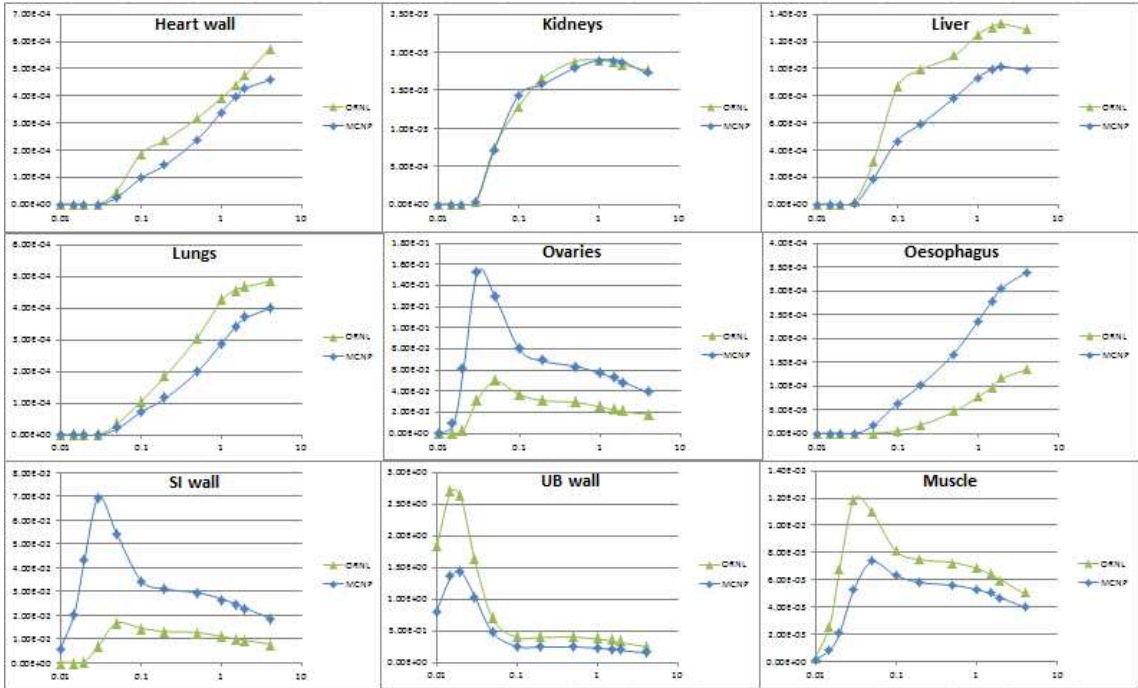 Heart wall
7.00E-04
6.00E-04
5.00E-04
4.00E-04
3.00E-04
2.00E-04
1.00E-04
0.00E+00
0.01 0.1 1 10
ORNL
MCNP
Kidneys
2.50E-03
2.00E-03
1.50E-03
1.00E-03
5.00E-04
0.00E+00
0.01 0.1 1 10
ORNL
MCNP
Liver
1.40E-03
1.20E-03
1.00E-03
8.00E-04
6.00E-04
4.00E-04
2.00E-04
0.00E+00
0.01 0.1 1 10
ORNL
MCNP
Lungs
6.00E-04
5.00E-04
4.00E-04
3.00E-04
2.00E-04
1.00E-04
0.00E+00
0.01 0.1 1 10
ORNL
MCNP
Ovaries
1.80E-01
1.60E-01
1.40E-01
1.20E-01
1.00E-01
8.00E-02
6.00E-02
4.00E-02
2.00E-02
0.00E+00
0.01 0.1 1 10
ORNL
MCNP
Oesophagus
4.00E-04
3.50E-04
3.00E-04
2.50E-04
2.00E-04
1.50E-04
1.00E-04
5.00E-05
0.00E+00
0.01 0.1 1 10
ORNL
MCNP
SI wall
8.00E-02
7.00E-02
6.00E-02
5.00E-02
4.00E-02
3.00E-02
2.00E-02
1.00E-02
0.00E+00
0.01 0.1 1 10
ORNL
MCNP
UB wall
3.00E+00
2.50E+00
2.00E+00
1.50E+00
1.00E+00
5.00E-01
0.00E+00
0.01 0.1 1 10
ORNL
MCNP
Muscle
1.40E-02
1.20E-02
1.00E-02
8.00E-03
6.00E-03
4.00E-03
2.00E-03
0.00E+00
0.01 0.1 1 10
ORNL
MCNP